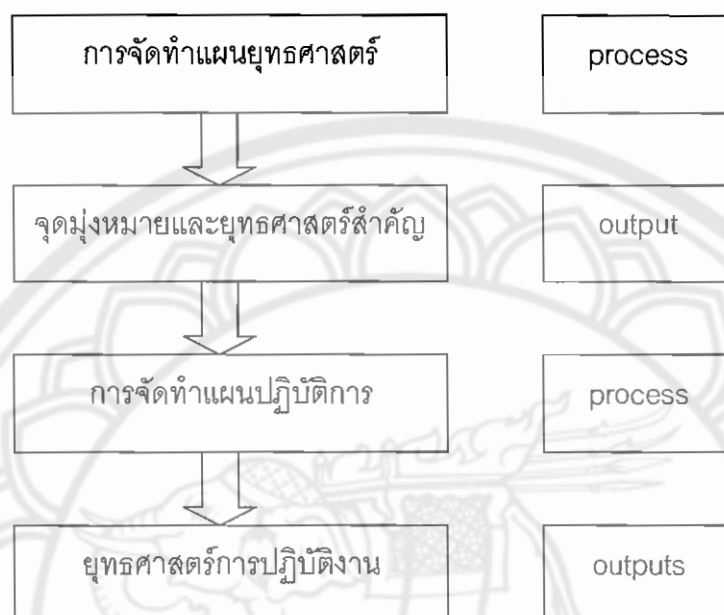 การจัดทำแผนยุทธศาสตร์ process
จุดมุ่งหมายและยุทธศาสตร์สำคัญ output
การจัดทำแผนปฏิบัติการ process
ยุทธศาสตร์การปฏิบัติงาน outputs